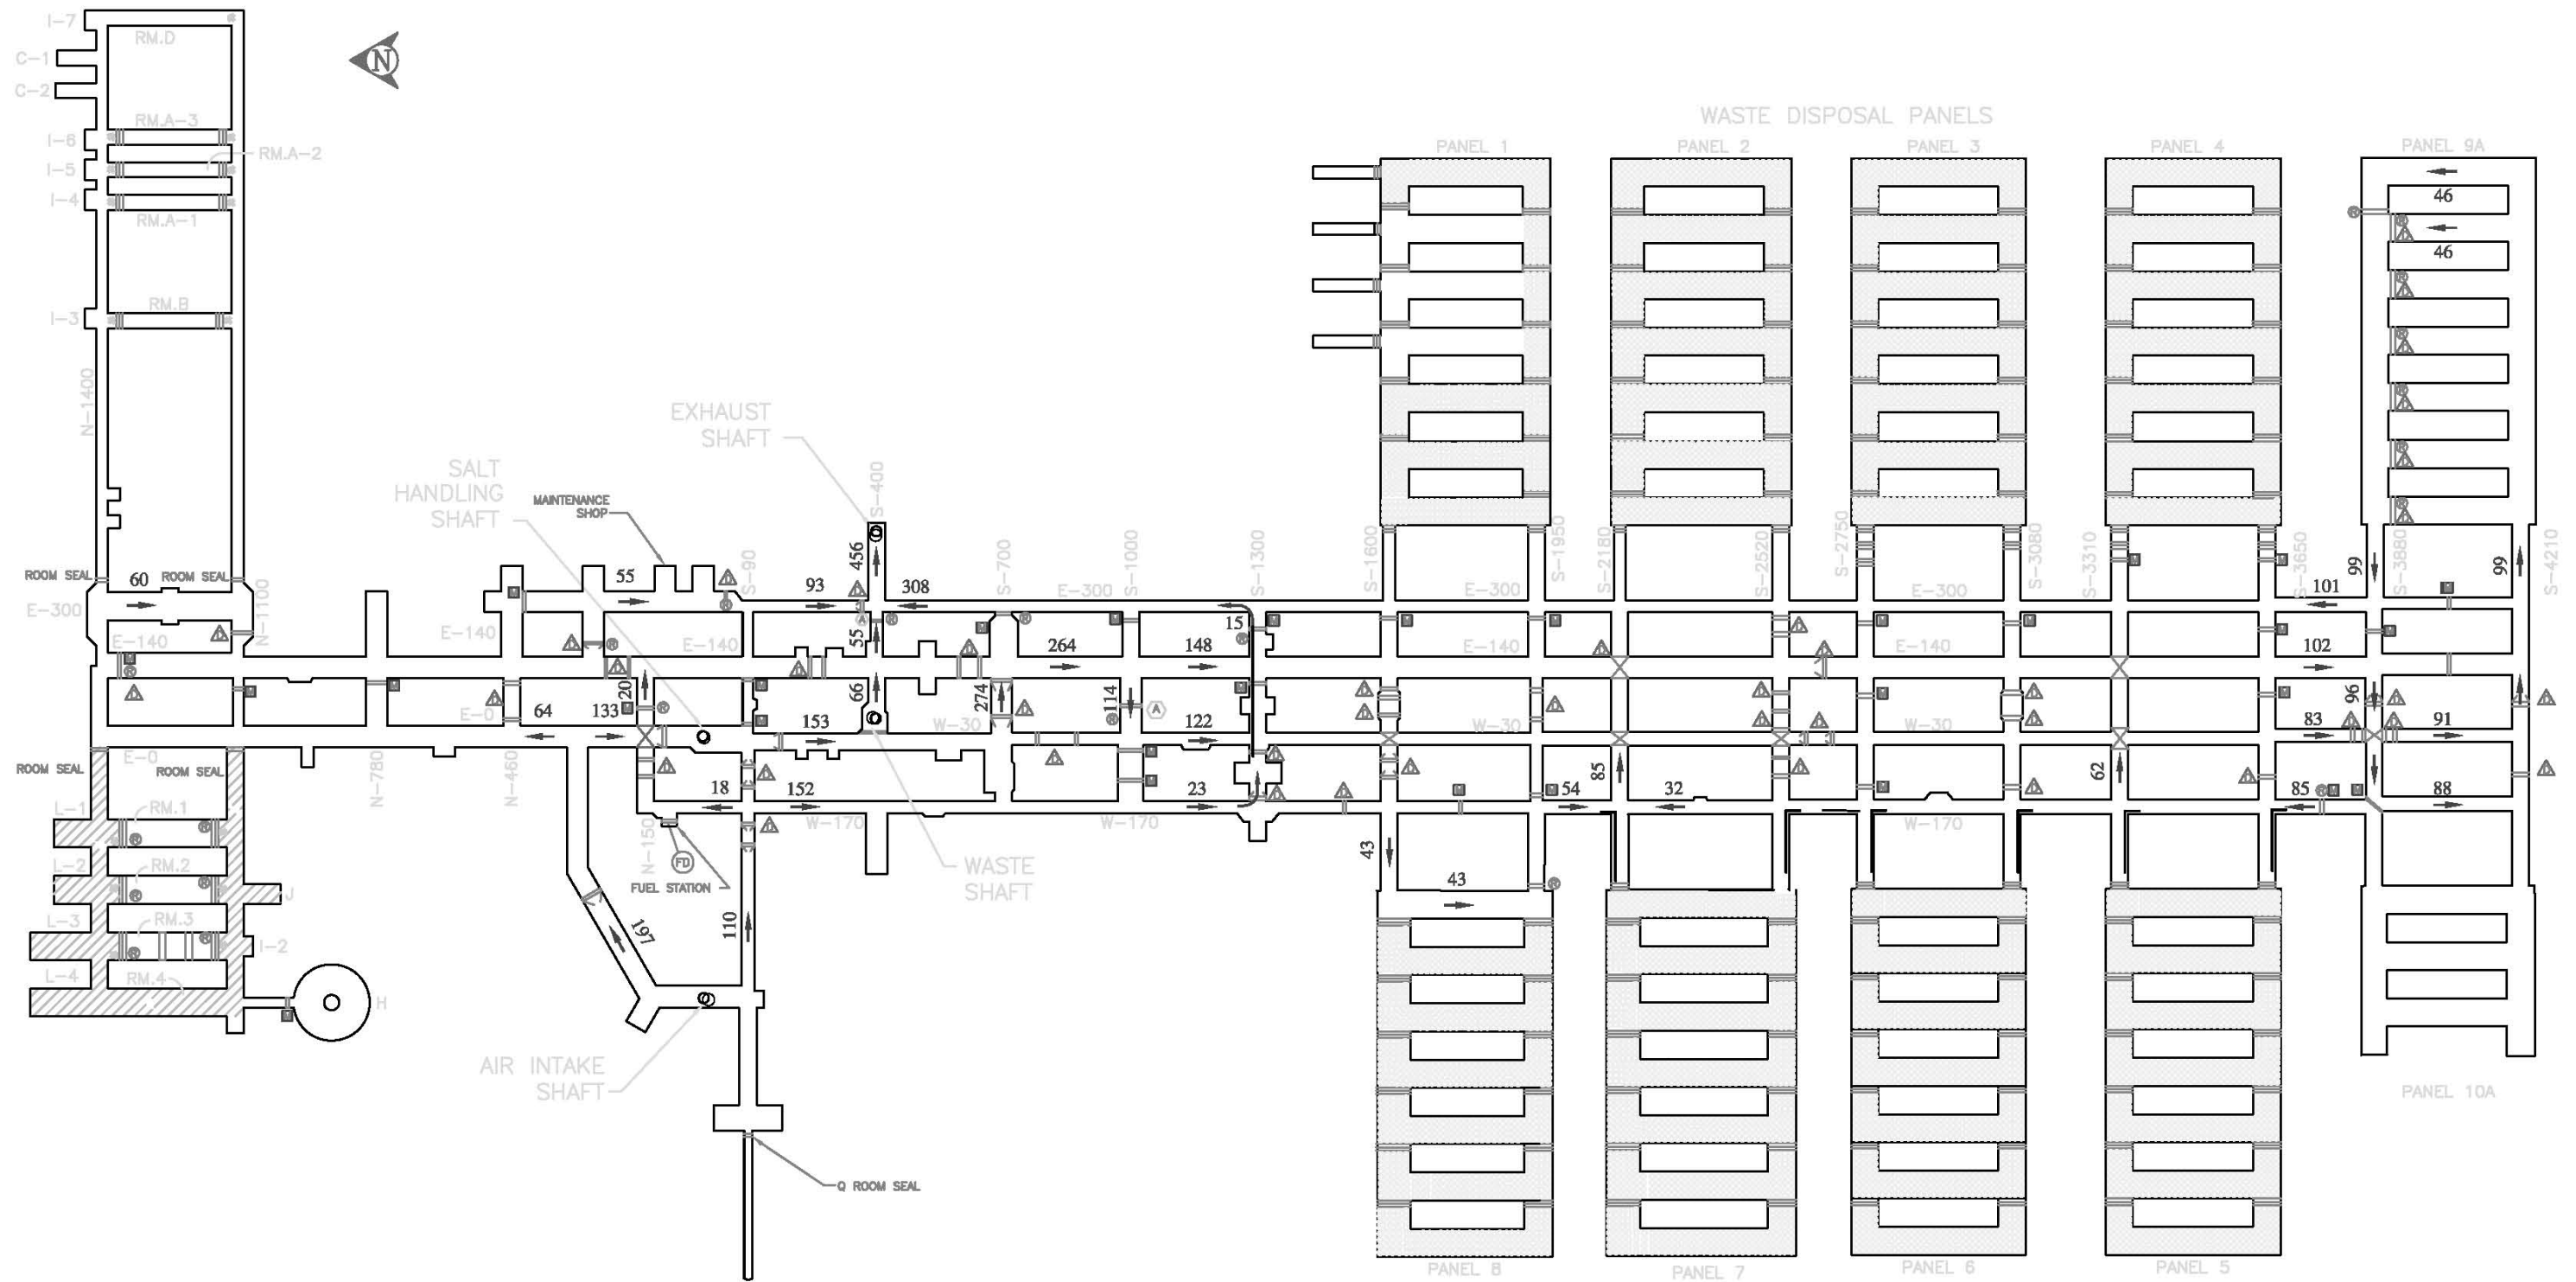 I-7
RM.D
N
C-1
C-2
WASTE DISPOSAL PANELS
RM.A-3
I-6
RM.A-2
I-5
I-4
RM.A-1
PANEL 1
PANEL 2
PANEL 3
PANEL 4
PANEL 9A
46
46
RM.B
I-3
N-1400
EXHAUST
SHAFT
SALT
HANDLING
SHAFT
MAINTENANCE
SHOP
S-400
S-90
S-700
S-1000
S-1300
S-1600
S-1950
S-2180
S-2520
S-2750
S-3080
S-3310
S-3650
S-3880
S-4210
ROOM SEAL
60
ROOM SEAL
55
93
456
308
E-300
E-300
E-300
E-300
99
99
101
N-1100
E-140
E-140
E-140
55
264
148
15
E-140
E-140
102
20
66
274
114
A
A
96
E-0
64
133
153
W-30
122
W-30
W-30
83
91
ROOM SEAL
E-0
ROOM SEAL
N-780
N-460
18
152
23
54
85
32
62
85
88
L-1
RM.1
N-150
W-170
W-170
W-170
FD
FUEL STATION
WASTE
SHAFT
43
43
L-2
RM.2
J
L-3
RM.3
I-2
L-4
RM.4
H
197
110
AIR INTAKE
SHAFT
PANEL 10A
Q ROOM SEAL
PANEL 8
PANEL 7
PANEL 6
PANEL 5